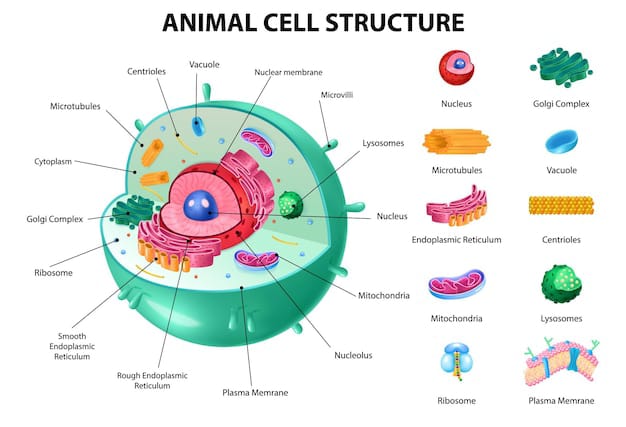 ANIMAL CELL STRUCTURE
Centrioles
Vacuole
Nuclear membrane
Microtubules
Microvilli
Cytoplasm
Lysosomes
Golgi Complex
Nucleus
Ribosome
Mitochondria
Smooth
Endoplasmic
Reticulum
Nucleolus
Rough Endoplasmic
Reticulum
Plasma Memrane
Nucleus
Golgi Complex
Microtubules
Vacuole
Endoplasmic Reticulum
Centrioles
Mitochondria
Lysosomes
Ribosome
Plasma Memrane